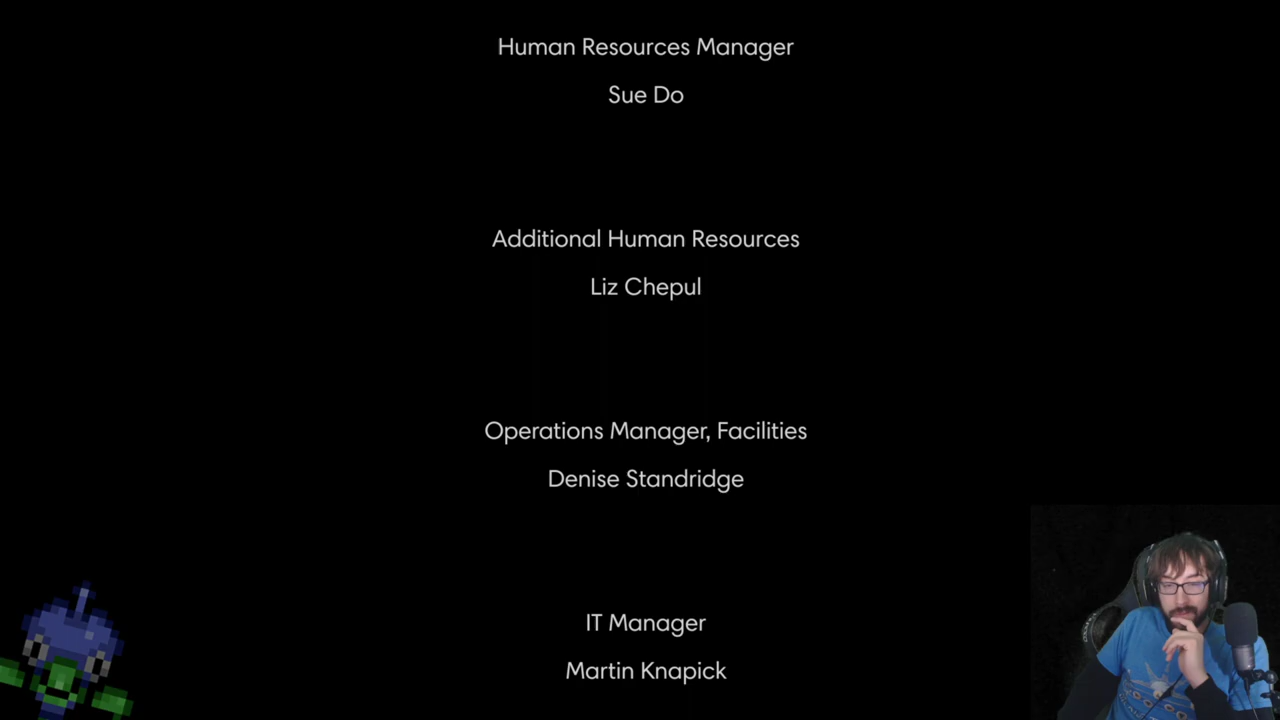 Human Resources Manager
Sue Do
Additional Human Resources
Liz Chepul
Operations Manager, Facilities
Denise Standridge
IT Manager
Martin Knapick